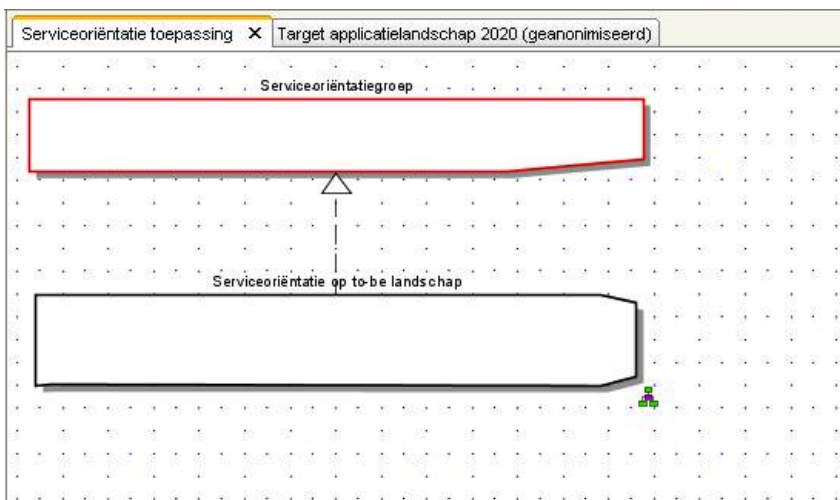 Serviceoriëntatie toepassing X Target applicatielandschap 2020 (geanonimiseerd)
Serviceoriëntatiegroep
Serviceoriëntatie op to-be landschap